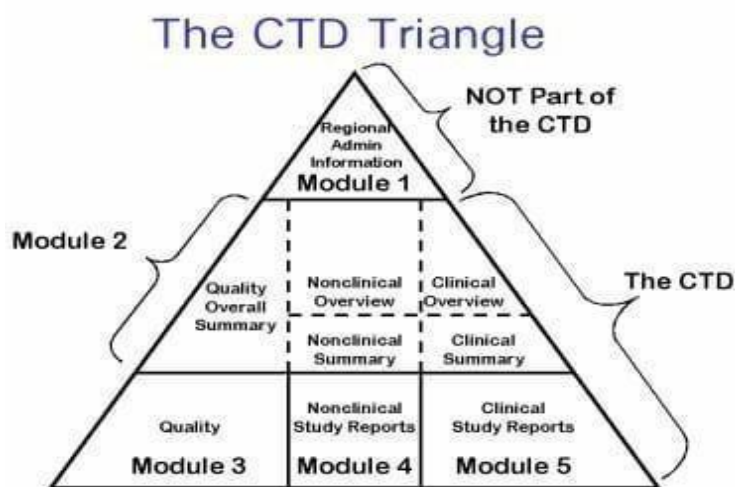 The CTD Triangle
NOT Part of
the CTD
Regional
Admin
Information
Module 1
Module 2
The CTD
Quality
Overall
Summary
Nonclinical
Overview
Clinical
Overview
Nonclinical
Summary
Clinical
Summary
Quality
Module 3
Nonclinical
Study Reports
Module 4
Clinical
Study Reports
Module 5